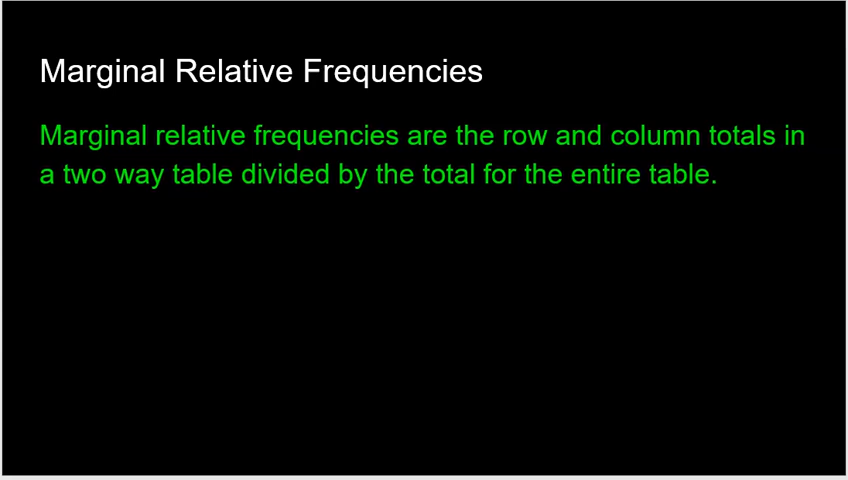 Marginal Relative Frequencies
Marginal relative frequencies are the row and column totals in
a two way table divided by the total for the entire table.